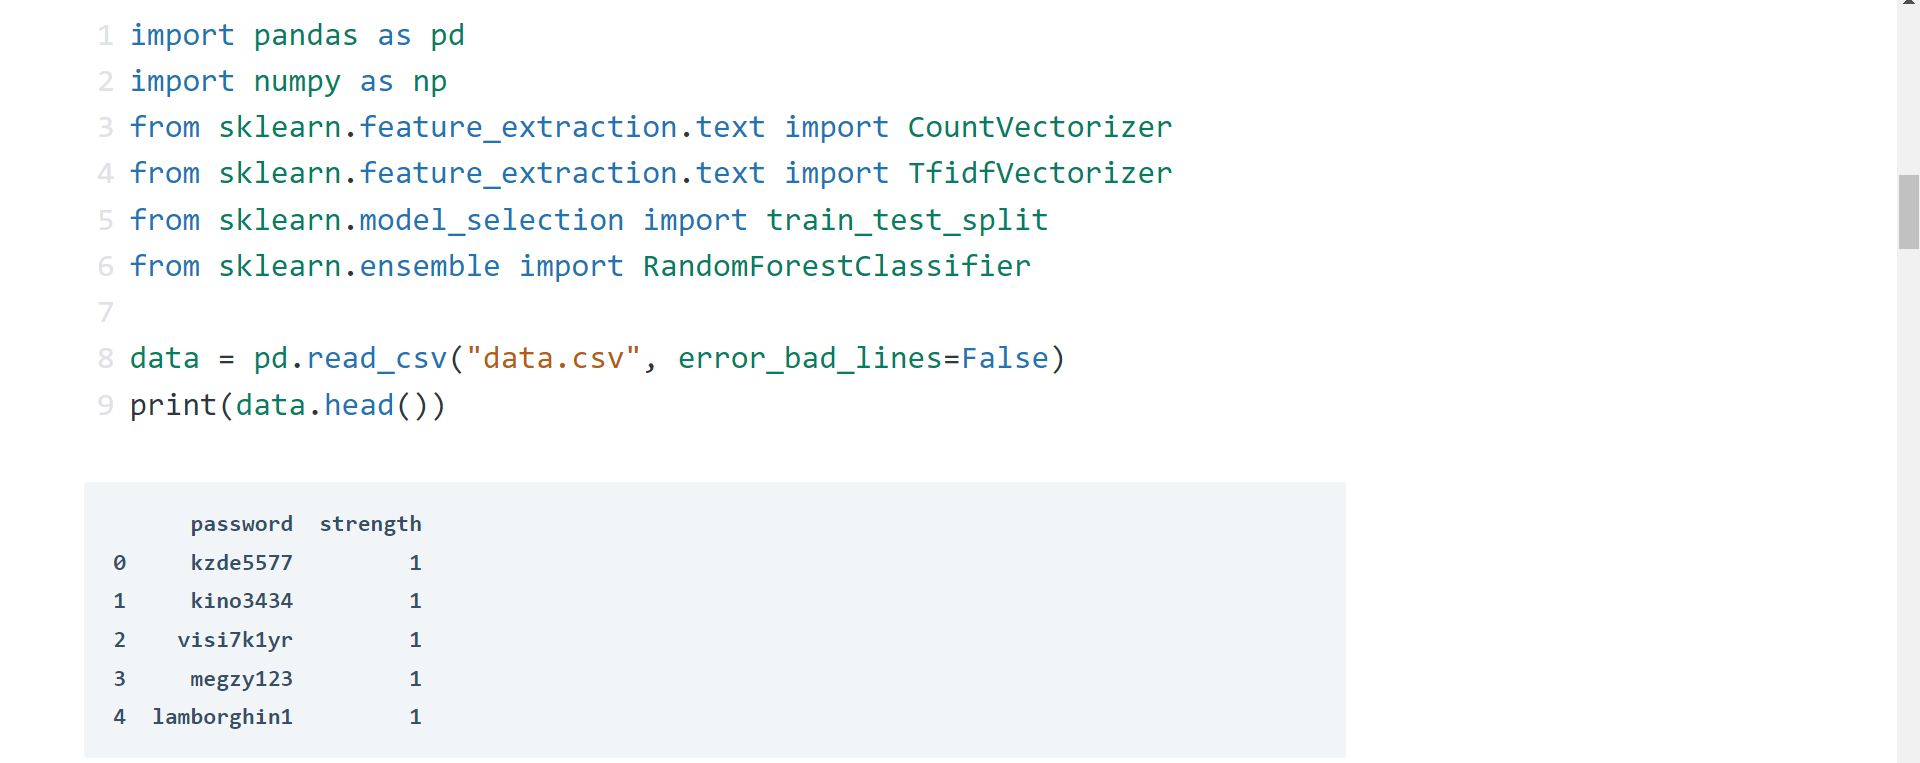 1 import pandas as pd
2 import numpy as np
3 from sklearn.feature_extraction.text import CountVectorizer
4 from sklearn.feature_extraction.text import TfidfVectorizer
5 from sklearn.model_selection import train_test_split
6 from sklearn.ensemble import RandomForestClassifier
7
8 data = pd.read_csv("data.csv", error_bad_lines=False)
9 print(data.head())
password strength
0 kzde5577 1
1 kino3434 1
2 visi7k1yr 1
3 megzy123 1
4 lamborghin1 1